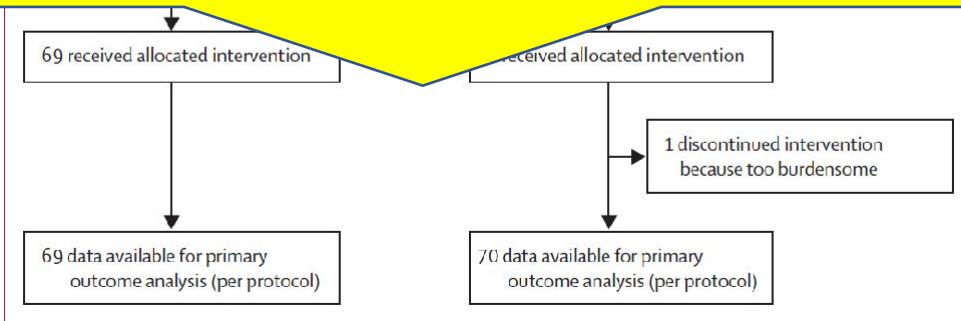 69 received allocated intervention
received allocated intervention
1 discontinued intervention
because too burdensome
69 data available for primary
outcome analysis (per protocol)
70 data available for primary
outcome analysis (per protocol)